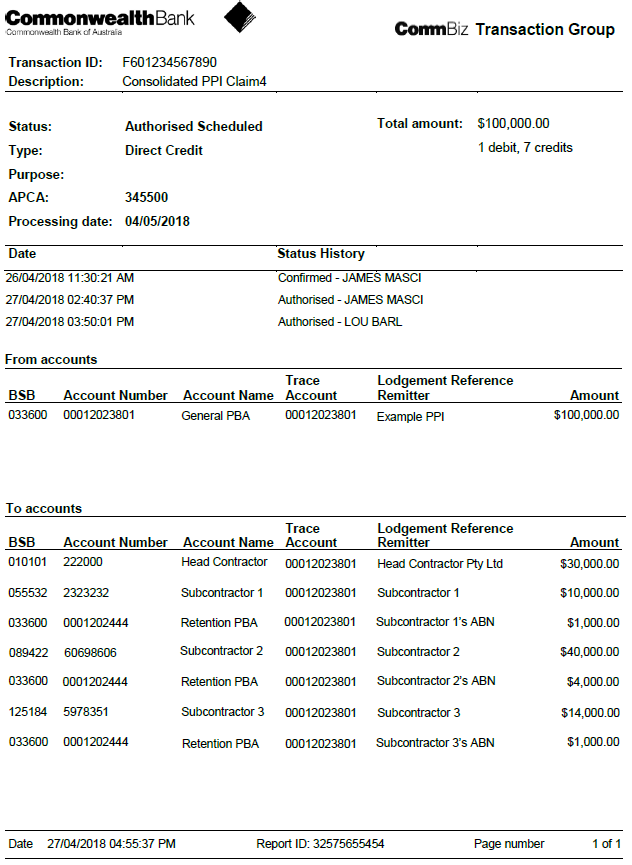 CommonwealthBank
Commonwealth Bank of Australia
CommBiz Transaction Group
Transaction ID: F601234567890
Description: Consolidated PPI Claim4
Status: Authorised Scheduled Total amount: $100,000.00
Type: Direct Credit 1 debit, 7 credits
Purpose:
APCA: 345500
Processing date: 04/05/2018
Date Status History
26/04/2018 11:30:21 AM Confirmed - JAMES MASCI
27/04/2018 02:40:37 PM Authorised - JAMES MASCI
27/04/2018 03:50:01 PM Authorised - LOU BARL
From accounts
Trace Lodgement Reference
BSB Account Number Account Name Account Remitter Amount
033600 00012023801 General PBA 00012023801 Example PPI $100,000.00
To accounts
Trace Lodgement Reference
BSB Account Number Account Name Account Remitter Amount
010101 222000 Head Contractor 00012023801 Head Contractor Pty Ltd $30,000.00
055532 2323232 Subcontractor 1 00012023801 Subcontractor 1 $10,000.00
033600 0001202444 Retention PBA 00012023801 Subcontractor 1's ABN $1,000.00
089422 60698606 Subcontractor 2 00012023801 Subcontractor 2 $40,000.00
033600 0001202444 Retention PBA 00012023801 Subcontractor 2's ABN $4,000.00
125184 5978351 Subcontractor 3 00012023801 Subcontractor 3 $14,000.00
033600 0001202444 Retention PBA 00012023801 Subcontractor 3's ABN $1,000.00
Date 27/04/2018 04:55:37 PM Report ID: 32575655454 Page number 1 of 1